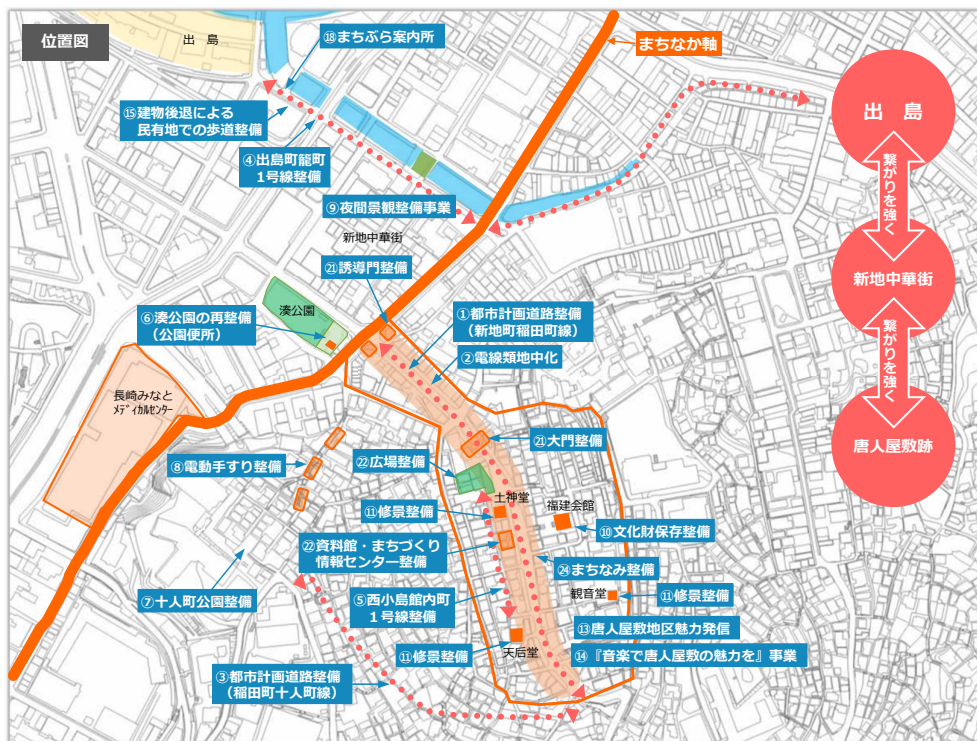 位置図
出 島
⑱まちぶら案内所
まちなか軸
⑮建物後退による
民有地での歩道整備
④出島町籠町
1号線整備
⑨夜間景観整備事業
新地中華街
㉑誘導門整備
湊公園
⑥湊公園の再整備
(公園便所)
①都市計画道路整備
(新地町稲田町線)
②電線類地中化
長崎みなと
メディカルセンター
㉑大門整備
⑧電動手すり整備
㉒広場整備
土神堂
福建会館
⑪修景整備
⑩文化財保存整備
㉒資料館・まちづくり
情報センター整備
㉔まちなみ整備
⑦十人町公園整備
⑤西小島館内町
1号線整備
観音堂
⑪修景整備
⑬唐人屋敷地区魅力発信
⑪修景整備
天后堂
⑭『音楽で唐人屋敷の魅力を』事業
③都市計画道路整備
(稲田町十人町線)
出 島
繋がりを強く
新地中華街
繋がりを強く
唐人屋敷跡